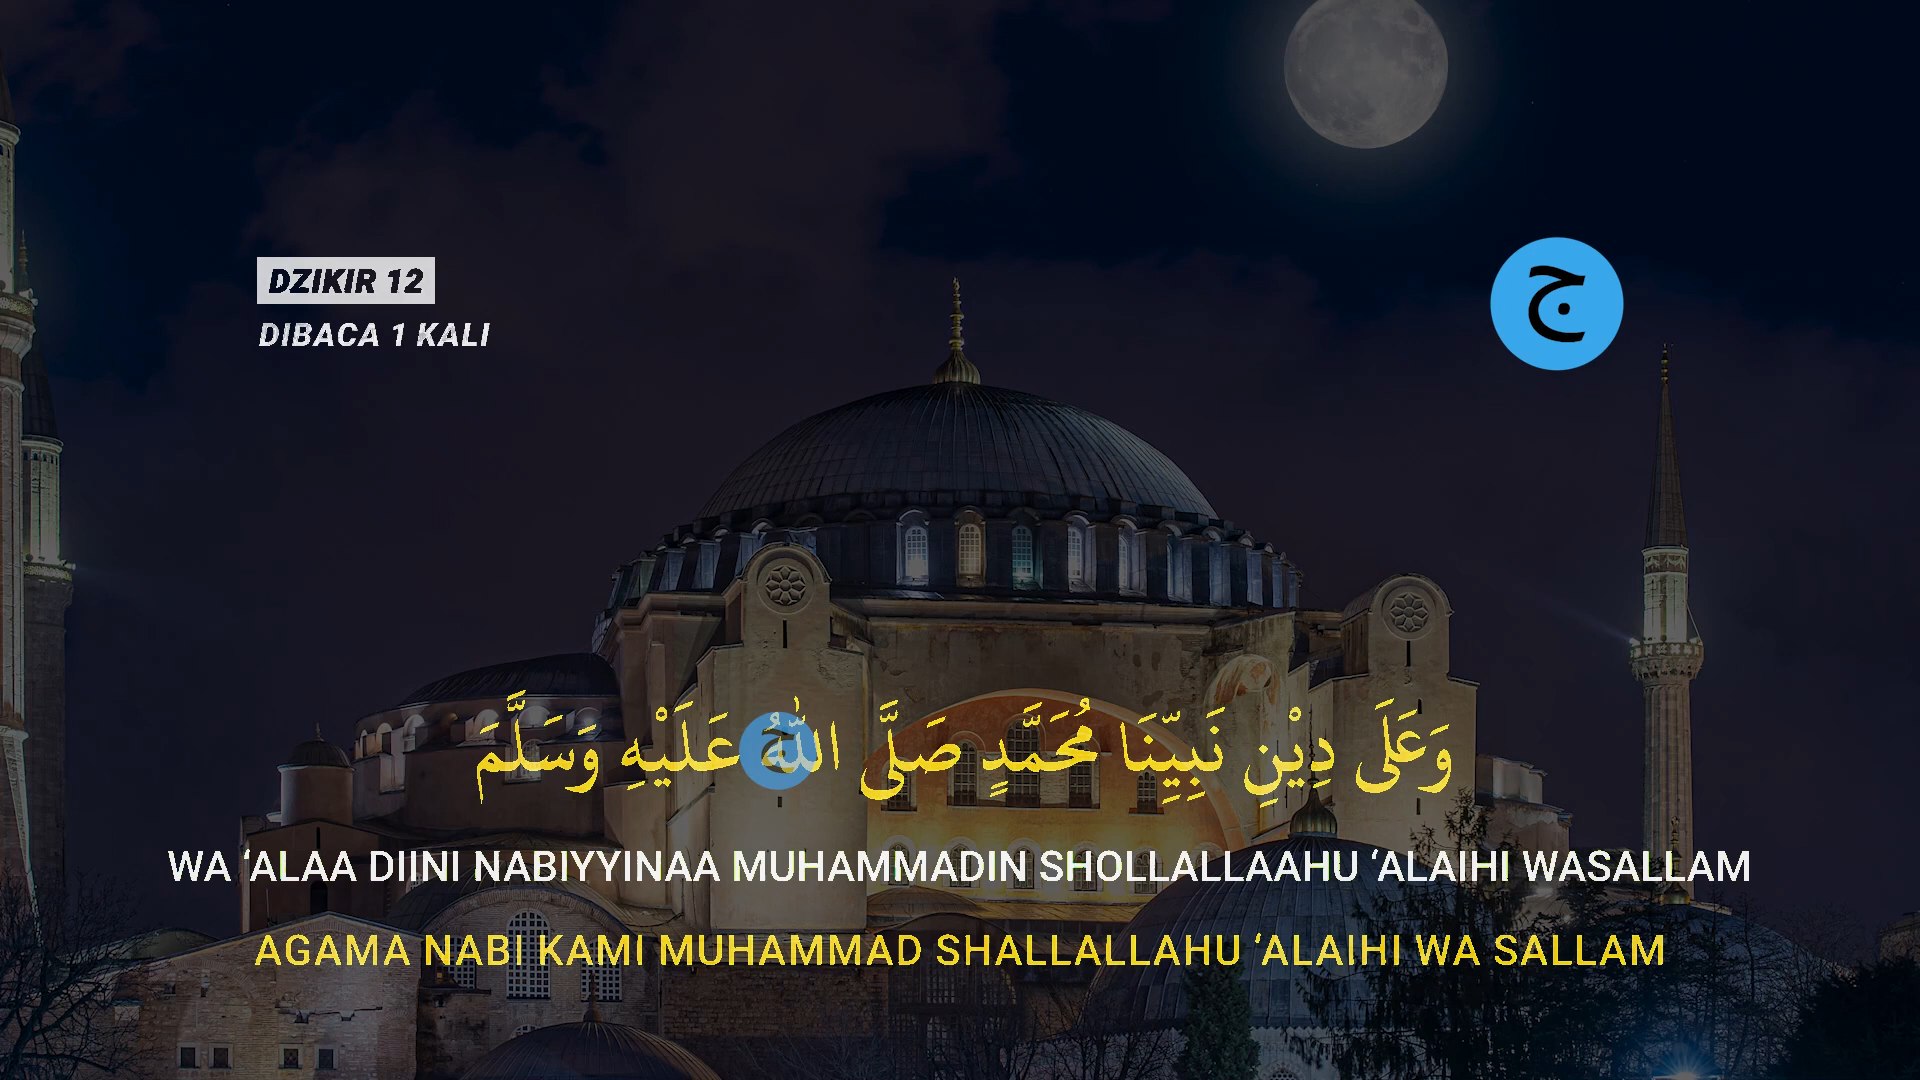 DZIKIR 12
DIBACA 1 KALI
ج
وَعَلَى دِيْنِ نَبِيِّنَا مُحَمَّدٍ صَلَّى اللّٰهُ عَلَيْهِ وَسَلَّمَ
ج
WA ‘ALAA DIINI NABIYYINAA MUHAMMADIN SHOLLALLAAHU ‘ALAIHI WASALLAM
AGAMA NABI KAMI MUHAMMAD SHALLALLAHU ‘ALAIHI WA SALLAM